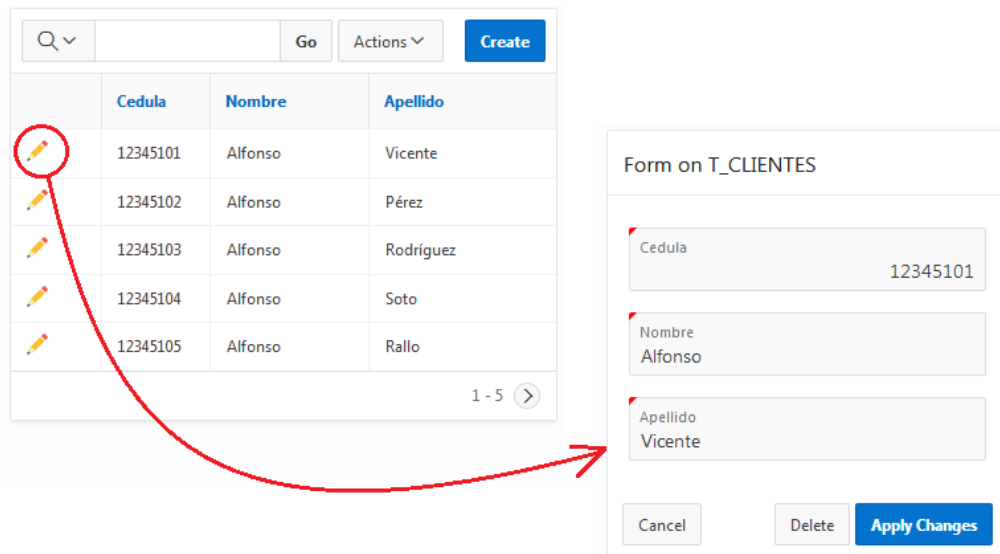 Go Actions Create
Cedula Nombre Apellido
12345101 Alfonso Vicente
12345102 Alfonso Pérez
12345103 Alfonso Rodríguez
12345104 Alfonso Soto
12345105 Alfonso Rallo
1 - 5
Form on T_CLIENTES
Cedula
12345101
Nombre
Alfonso
Apellido
Vicente
Cancel Delete Apply Changes